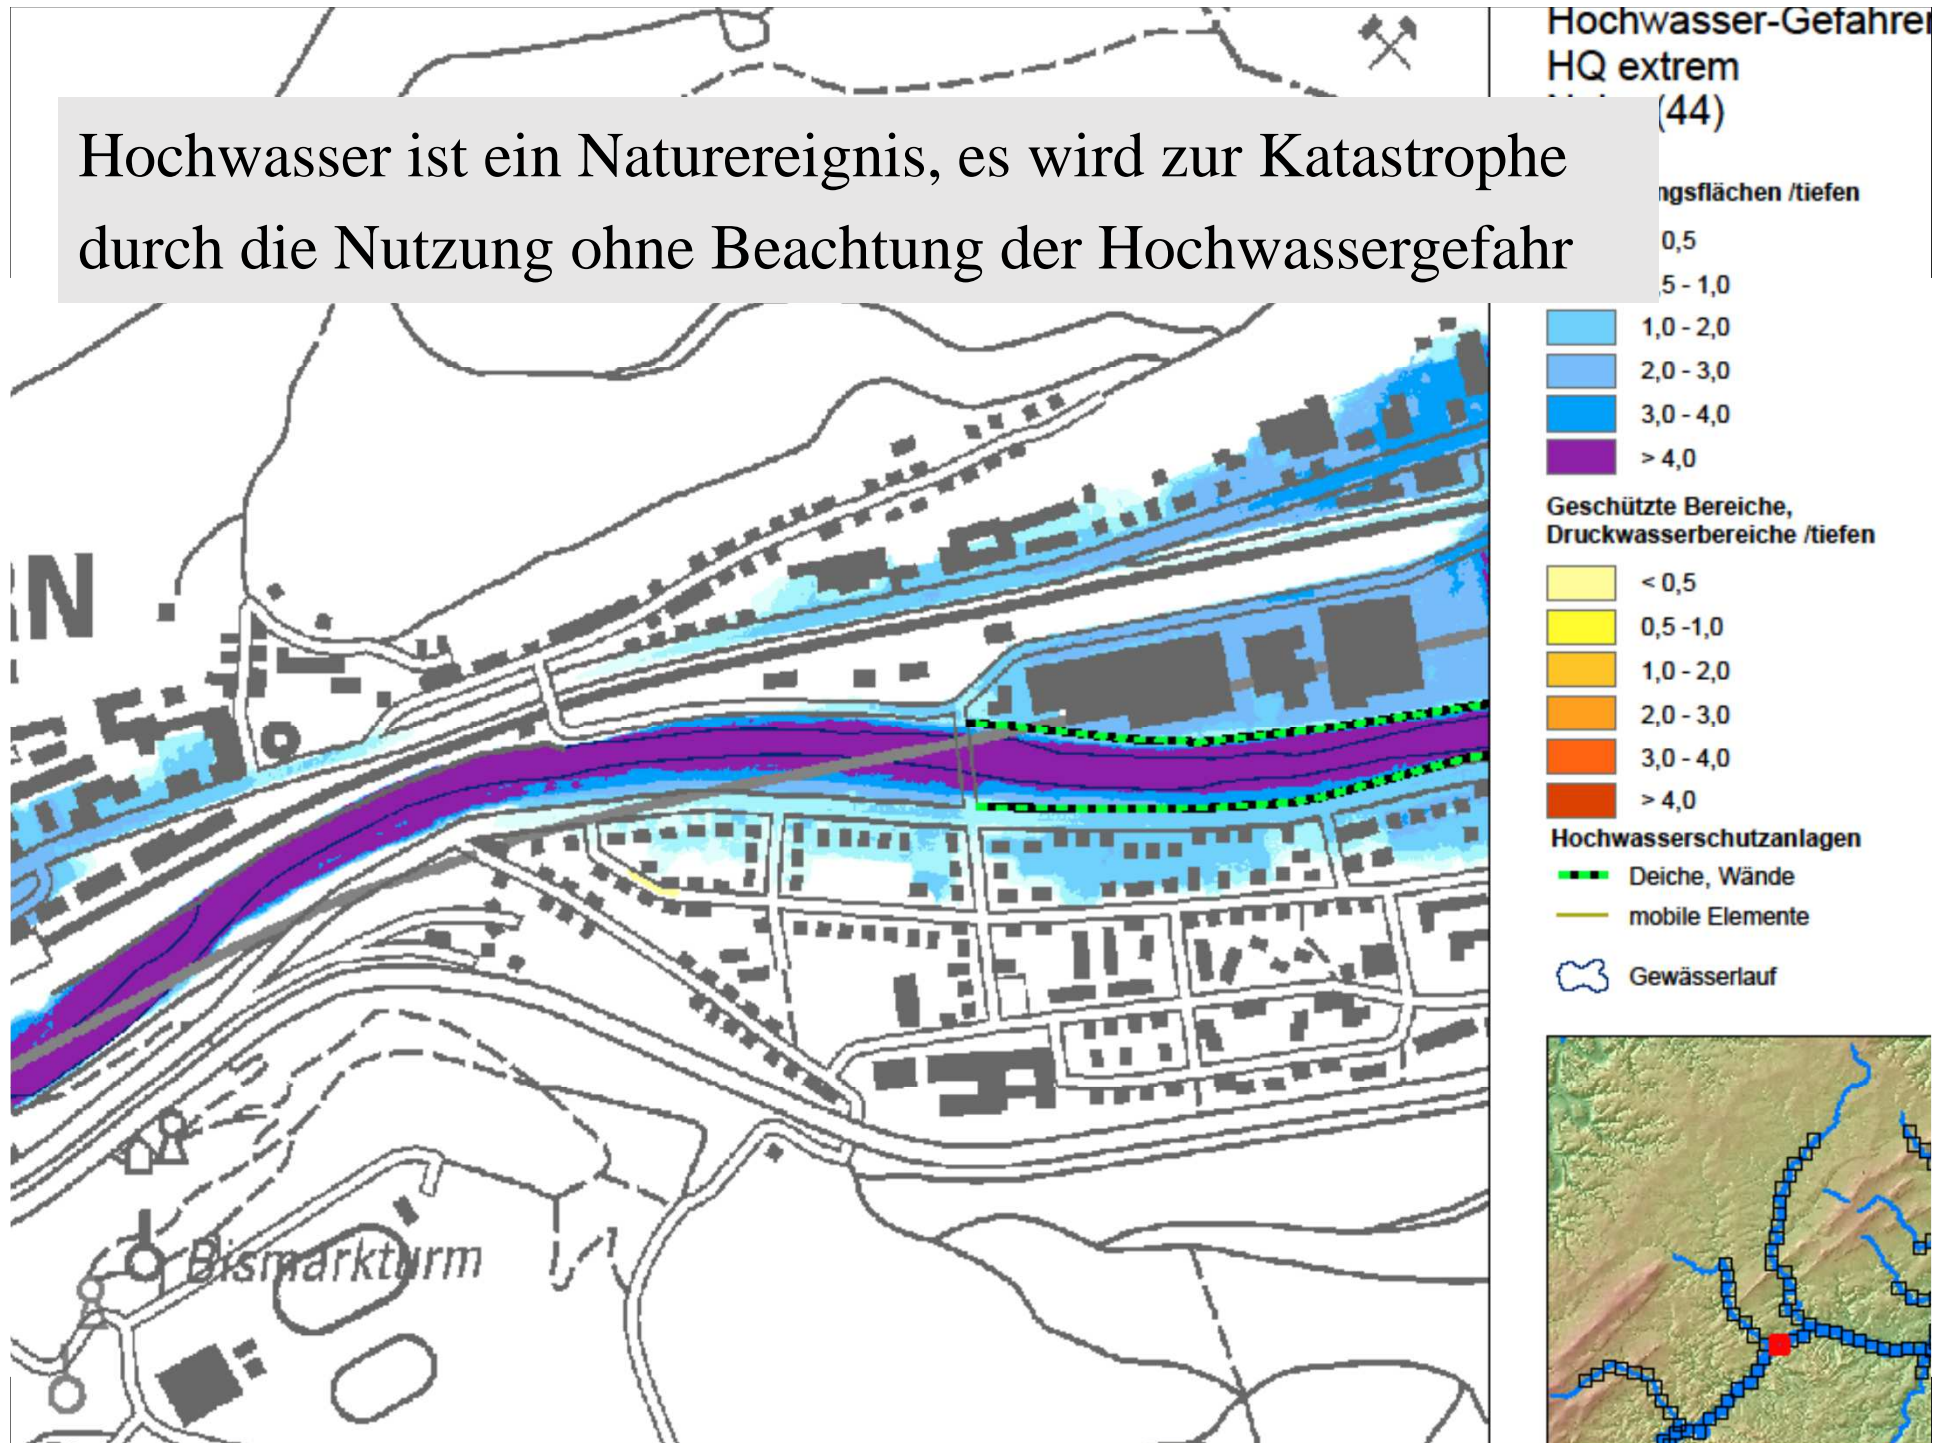 Hochwasser-Gefahre
HQ extrem
(44)
Hochwasser ist ein Naturereignis, es wird zur Katastrophe
durch die Nutzung ohne Beachtung der Hochwassergefahr
ngsflächen /tiefen
0,5
,5 - 1,0
1,0 - 2,0
2,0 - 3,0
3,0 - 4,0
> 4,0
Geschützte Bereiche,
Druckwasserbereiche /tiefen
< 0,5
0,5 -1,0
1,0 - 2,0
2,0 - 3,0
3,0 - 4,0
> 4,0
Hochwasserschutzanlagen
Deiche, Wände
mobile Elemente
Gewässerlauf
N
Bismarkturm